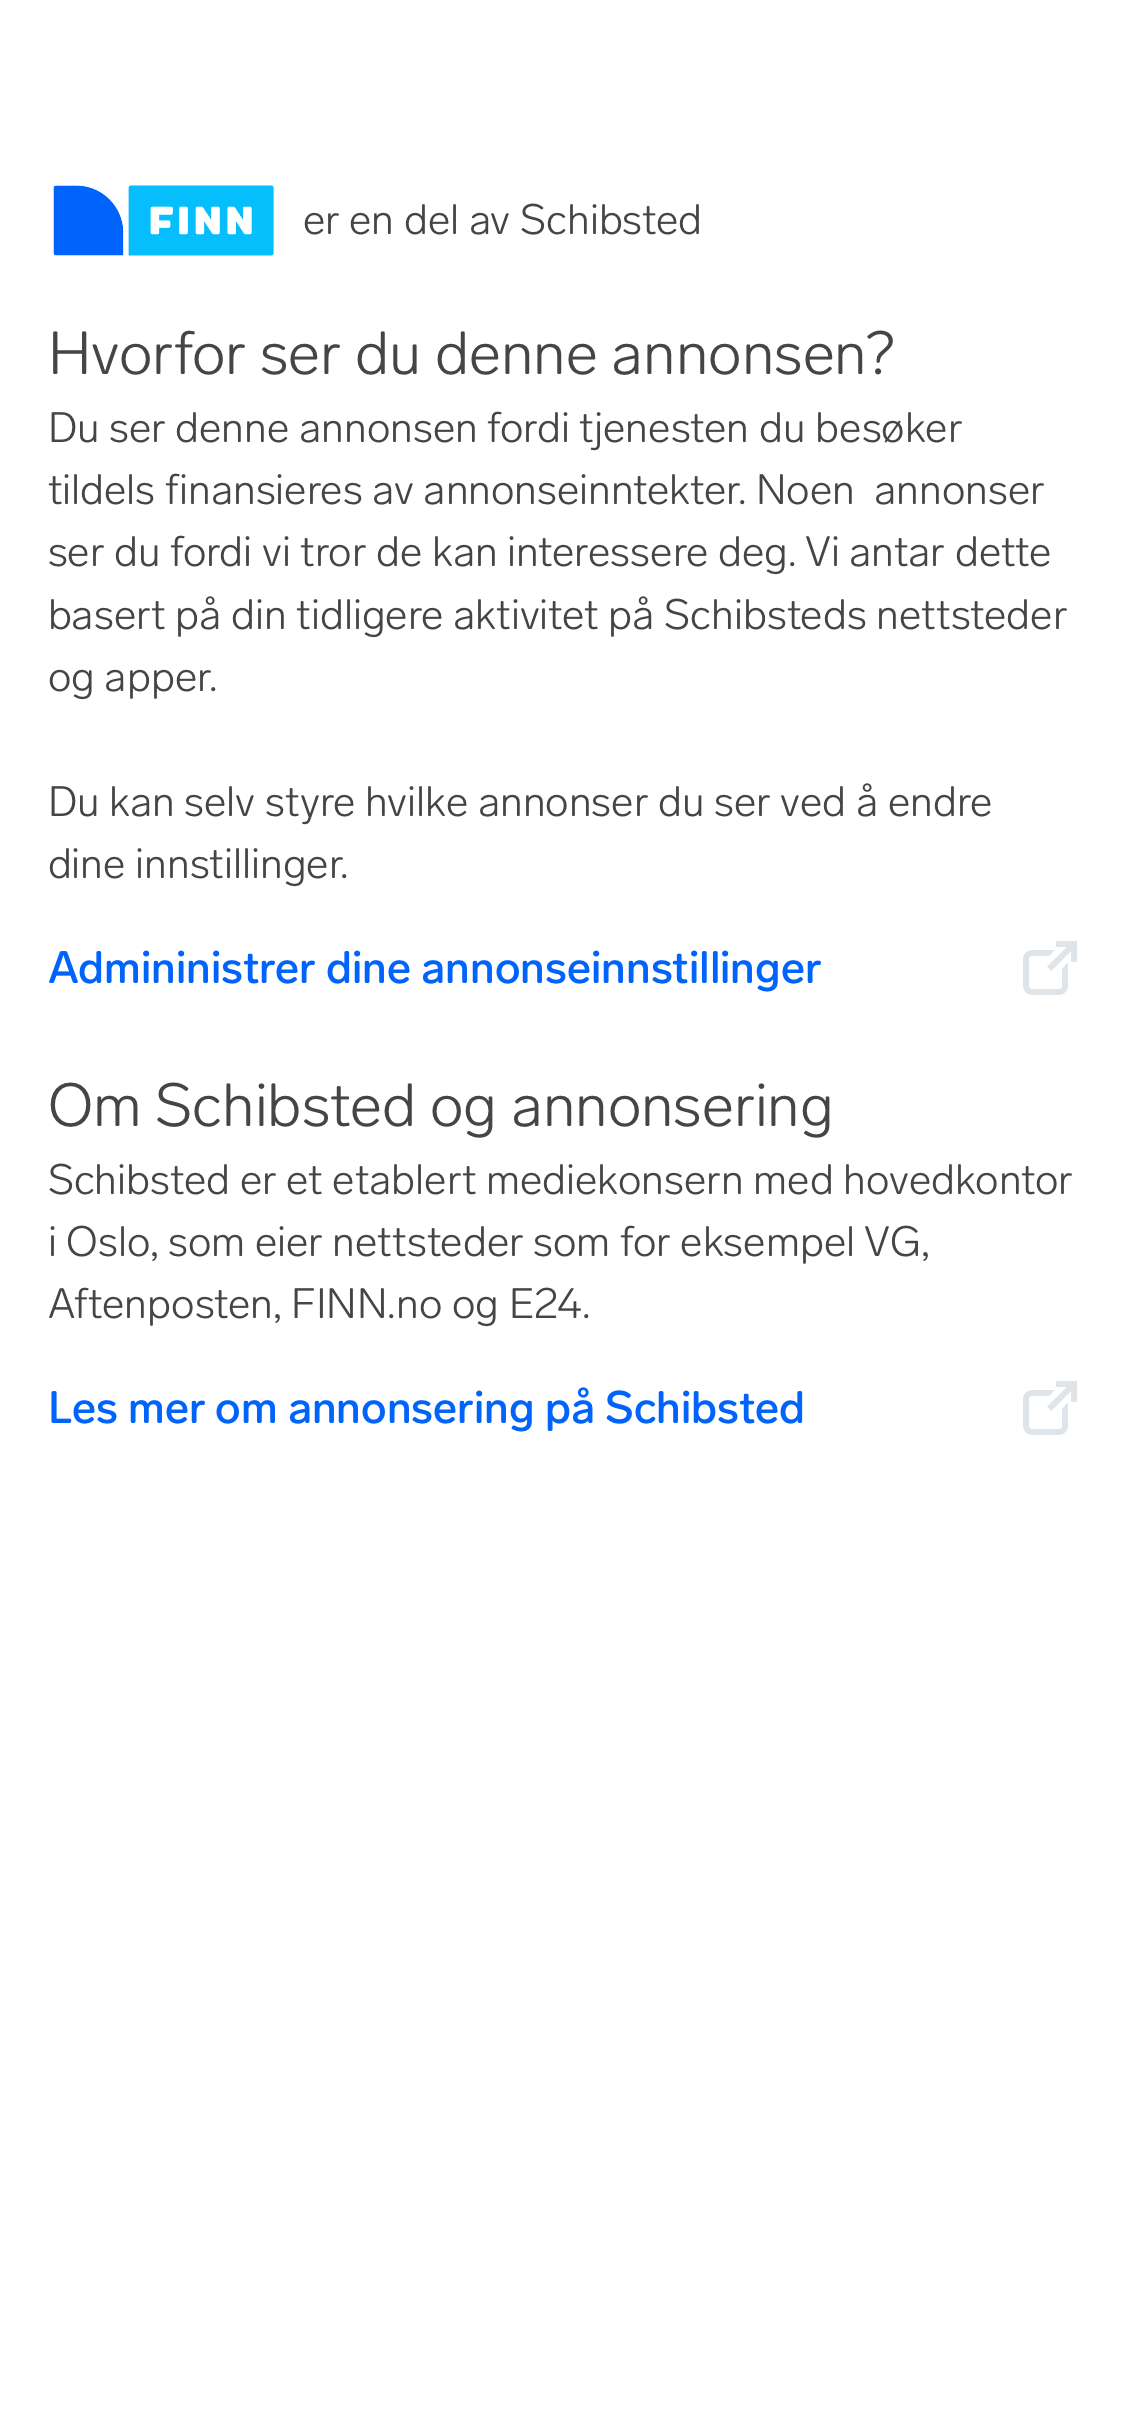 FINN er en del av Schibsted
Hvorfor ser du denne annonsen?
Du ser denne annonsen fordi tjenesten du besøker
tildels finansieres av annonseinntekter. Noen  annonser
ser du fordi vi tror de kan interessere deg. Vi antar dette
basert på din tidligere aktivitet på Schibsteds nettsteder
og apper.
Du kan selv styre hvilke annonser du ser ved å endre
dine innstillinger.
Admininistrer dine annonseinnstillinger
Om Schibsted og annonsering
Schibsted er et etablert mediekonsern med hovedkontor
i Oslo, som eier nettsteder som for eksempel VG,
Aftenposten, FINN.no og E24.
Les mer om annonsering på Schibsted